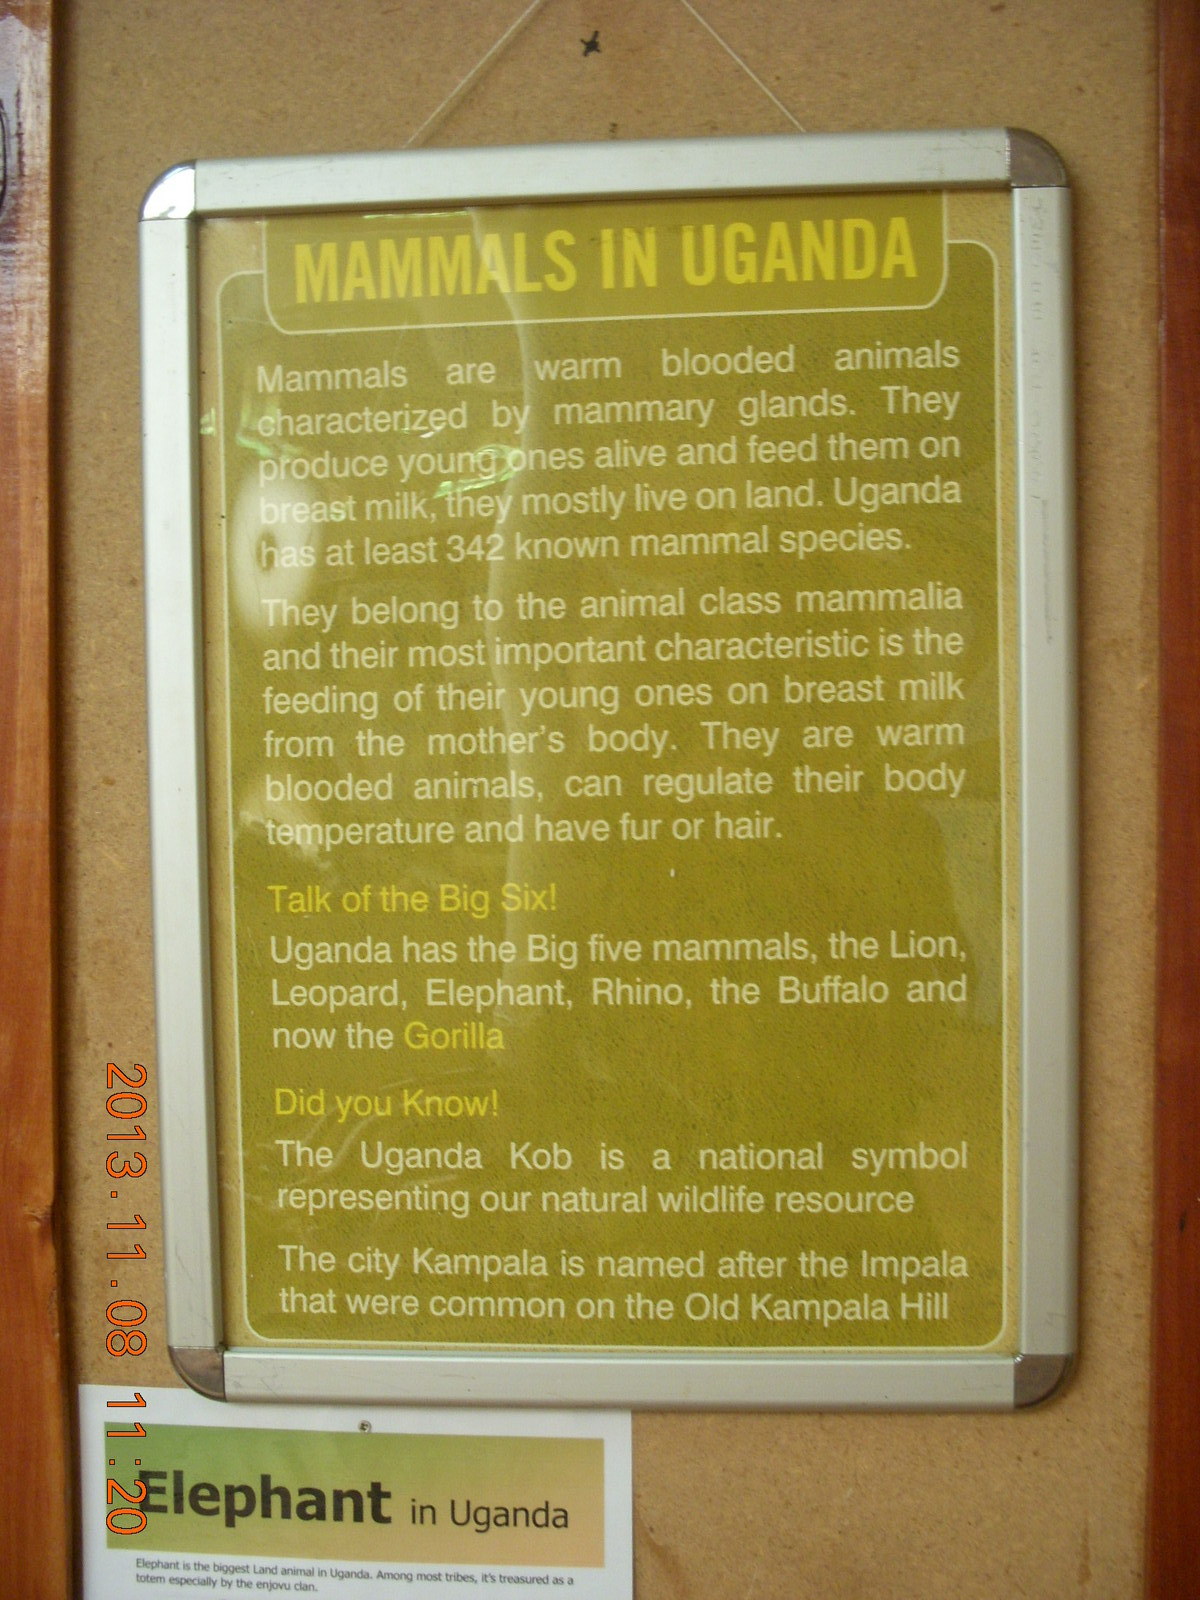 MAMMALS IN UGANDA
Mammals are warm blooded animals
characterized by mammary glands. They
produce young ones alive and feed them on
breast milk, they mostly live on land. Uganda
has at least 342 known mammal species.
They belong to the animal class mammalia
and their most important characteristic is the
feeding of their young ones on breast milk
from the mother's body. They are warm
blooded animals, can regulate their body
temperature and have fur or hair.
Talk of the Big Six!
Uganda has the Big five mammals, the Lion,
Leopard, Elephant, Rhino, the Buffalo and
now the Gorilla
Did you Know!
The Uganda Kob is a national symbol
representing our natural wildlife resource
The city Kampala is named after the Impala
that were common on the Old Kampala Hill
Elephant in Uganda
Elephant is the biggest Land animal in Uganda. Among most tribes, it's treasured as a
totem especially by the enjovu clan.
2013.11.08 11:20